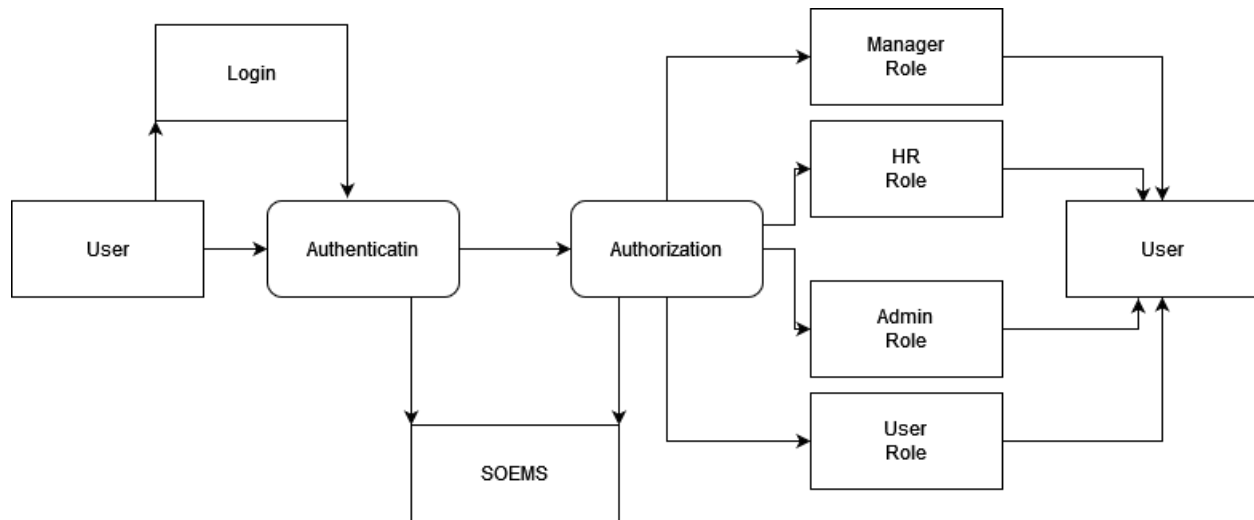 Login
User
Authenticatin
Authorization
Manager
Role
HR
Role
Admin
Role
User
Role
User
SOEMS